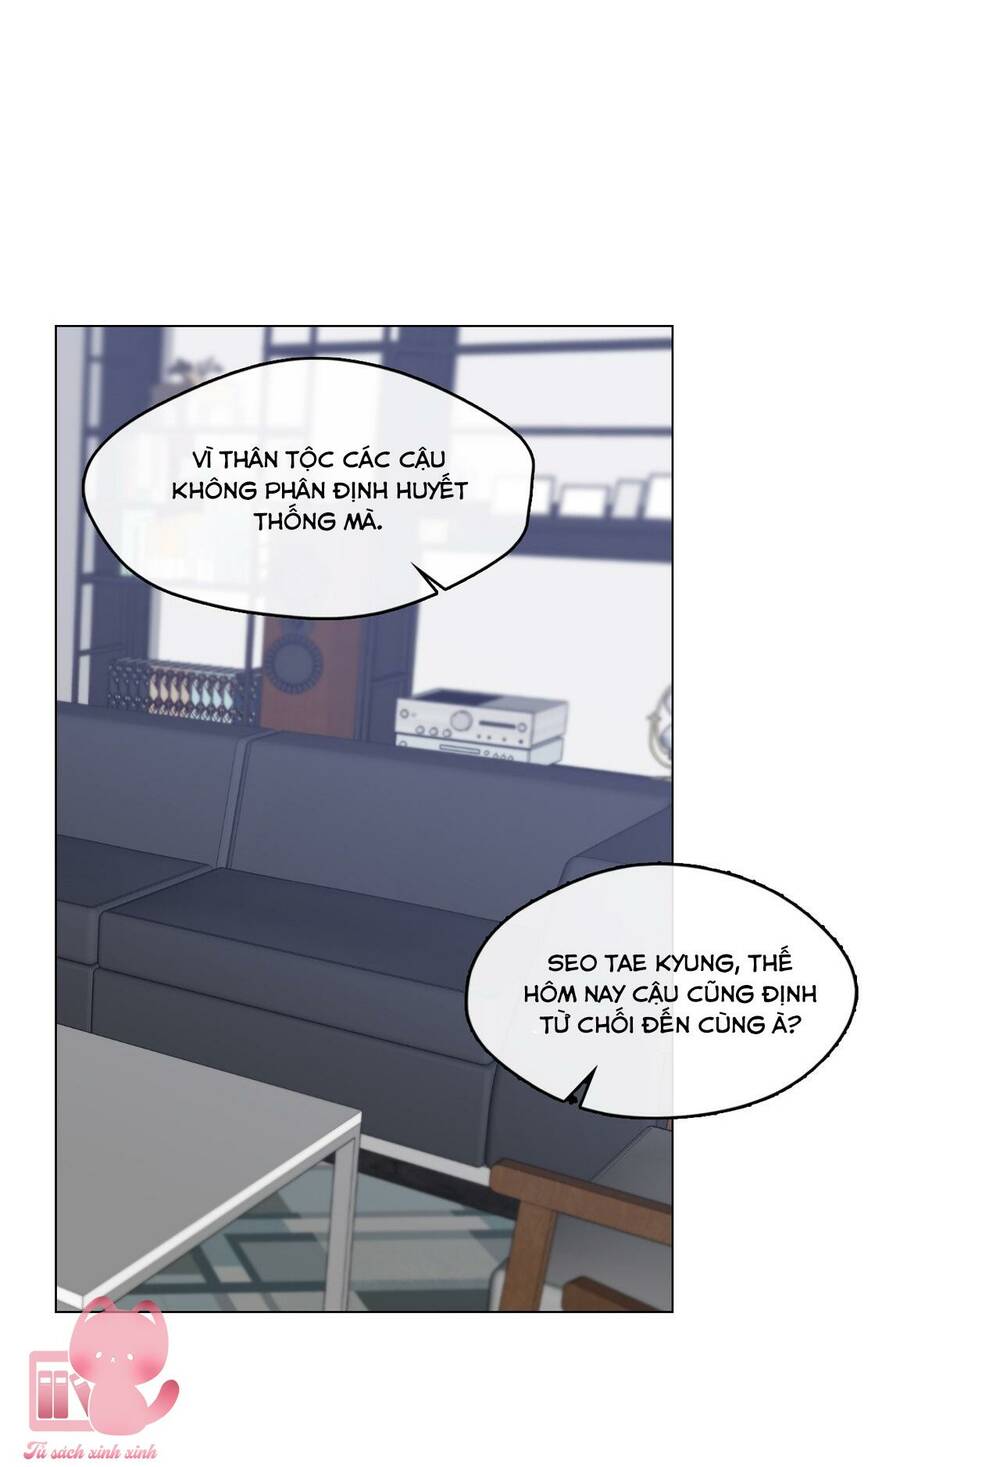 VÌ THÂN TỘC CÁC CẬU
KHÔNG PHÂN ĐỊNH HUYẾT
THỐNG MÀ.
SEO TAE KYUNG, THẾ
HÔM NAY CẬU CŨNG ĐỊNH
TỪ CHỐI ĐẾN CÙNG À?
Tủ sách xinh xinh